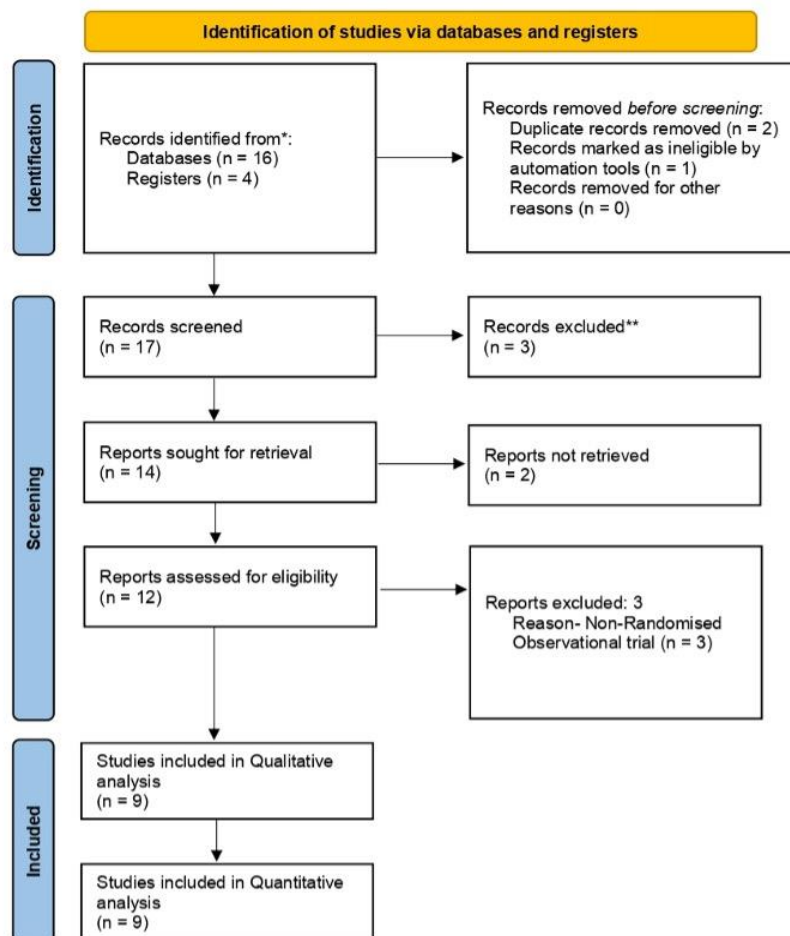 Identification of studies via databases and registers
Identification
Records identified from*:
Databases (n = 16)
Registers (n = 4)
Records removed before screening:
Duplicate records removed (n = 2)
Records marked as ineligible by
automation tools (n = 1)
Records removed for other
reasons (n = 0)
Screening
Records screened
(n = 17)
Records excluded**
(n = 3)
Reports sought for retrieval
(n = 14)
Reports not retrieved
(n = 2)
Reports assessed for eligibility
(n = 12)
Reports excluded: 3
Reason- Non-Randomised
Observational trial (n = 3)
Included
Studies included in Qualitative
analysis
(n = 9)
Studies included in Quantitative
analysis
(n = 9)